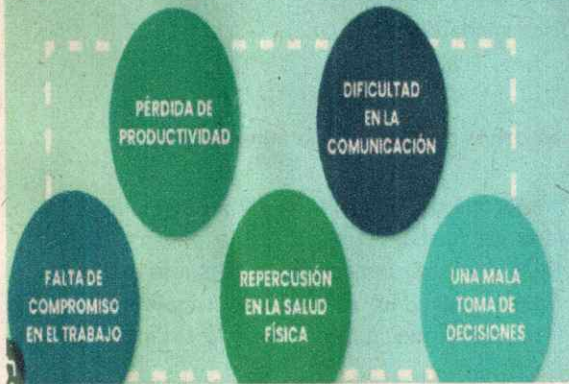 PÉRDIDA DE
PRODUCTIVIDAD
DIFICULTAD
EN LA
COMUNICACIÓN
FALTA DE
COMPROMISO
EN EL TRABAJO
REPERCUSIÓN
EN LA SALUD
FÍSICA
UNA MALA
TOMA DE
DECISIONES